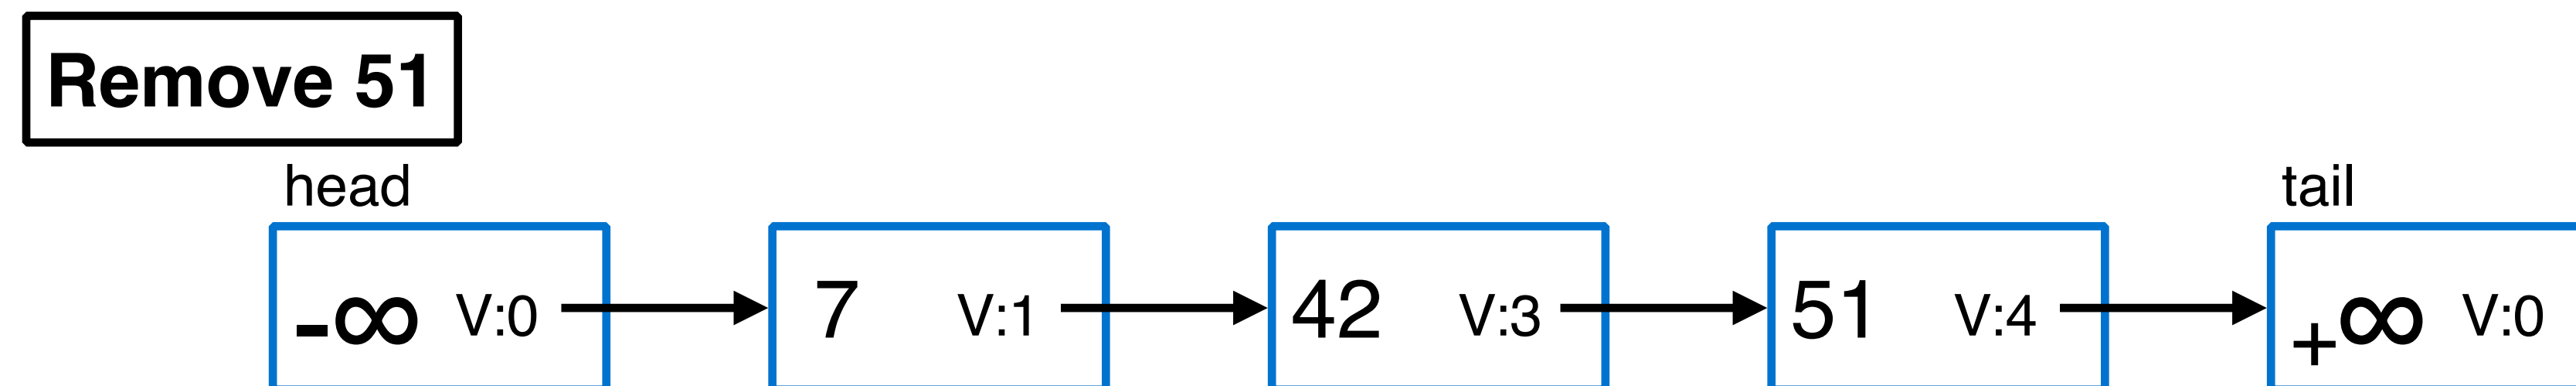 Remove 51
head
tail
-∞ V:0
7 V:1
42 V:3
51 V:4
+∞ V:0